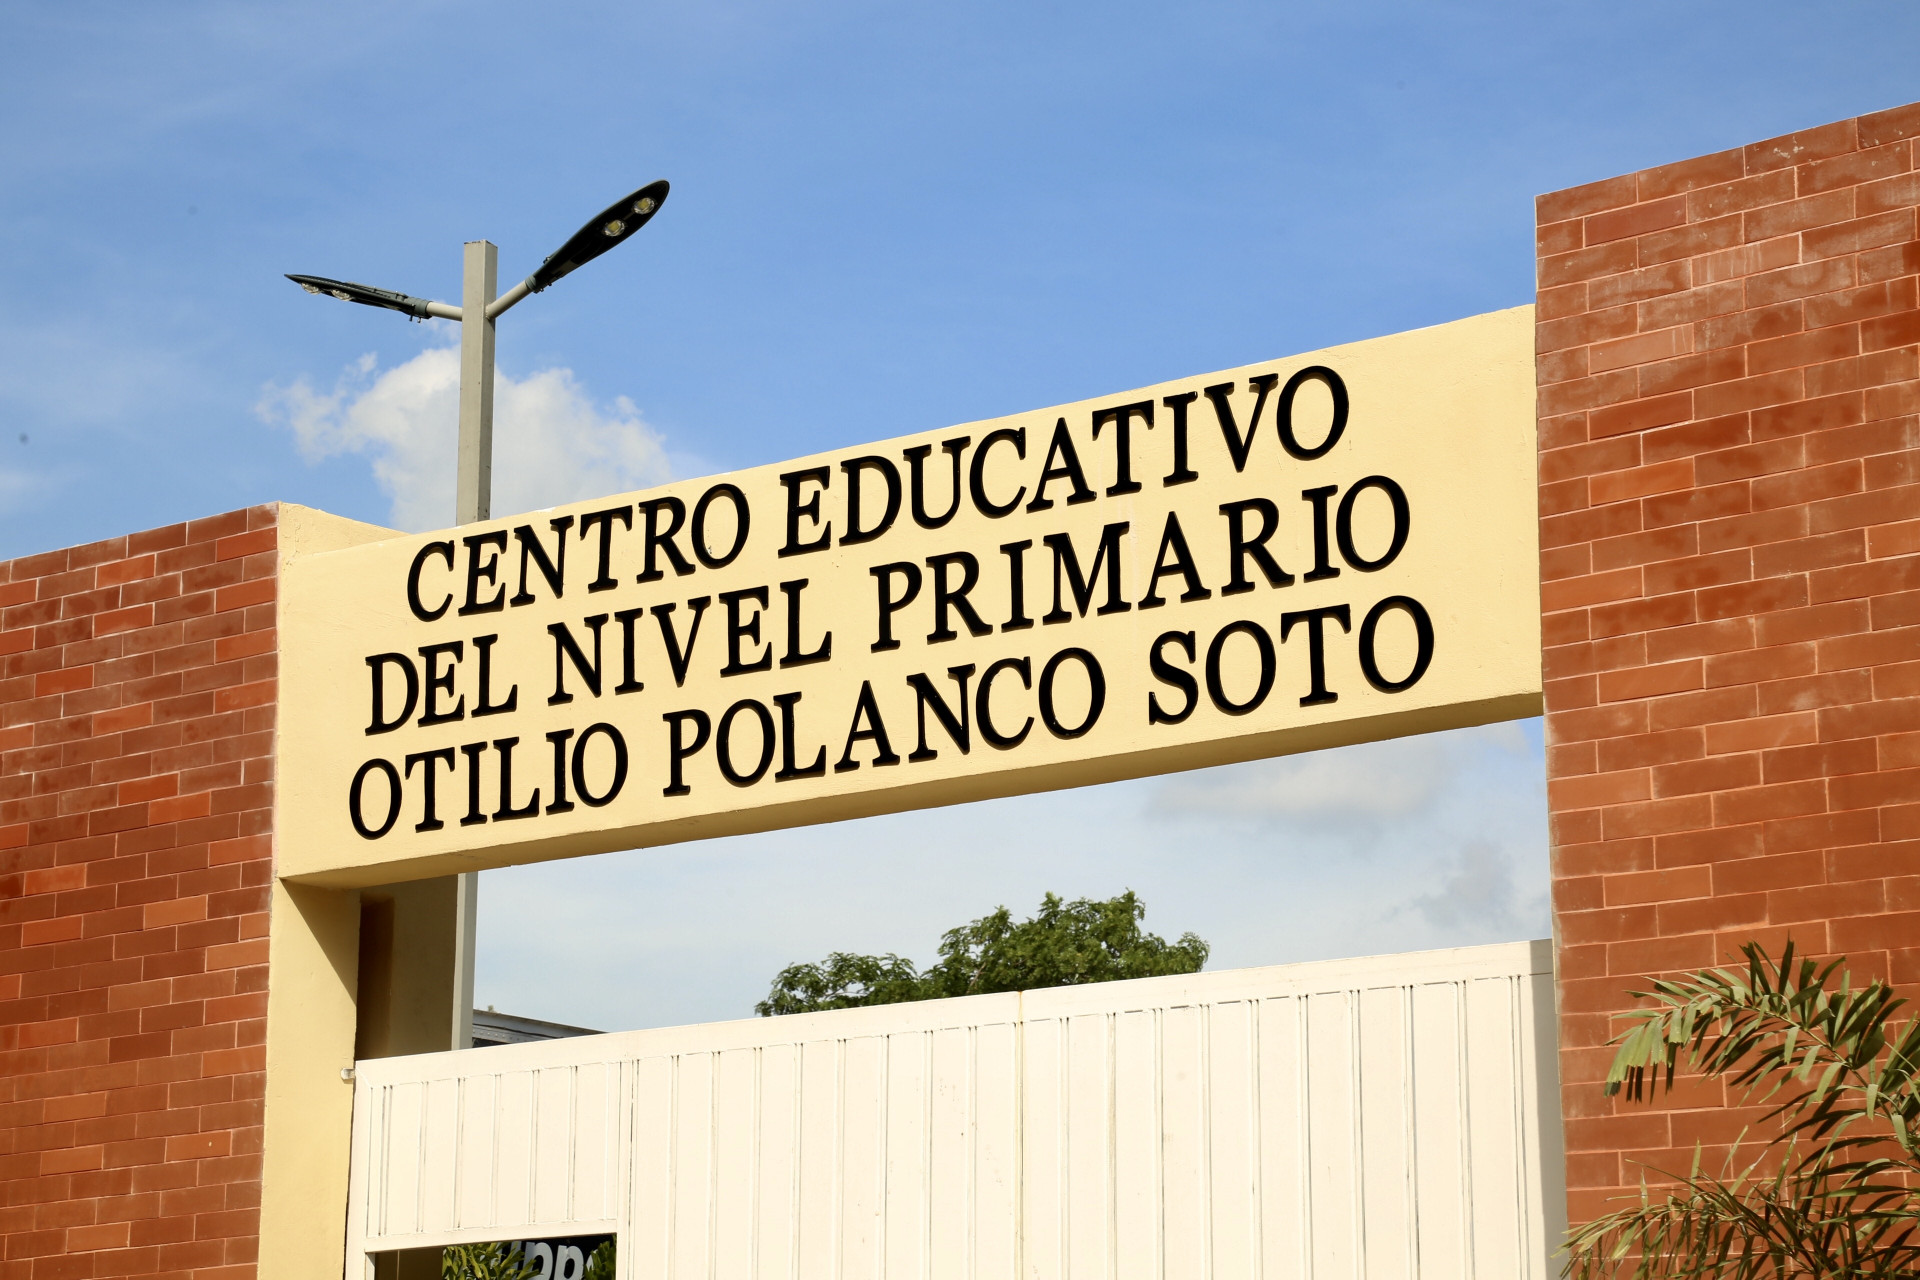 CENTRO EDUCATIVO
DEL NIVEL PRIMARIO
OTILIO POLANCO SOTO